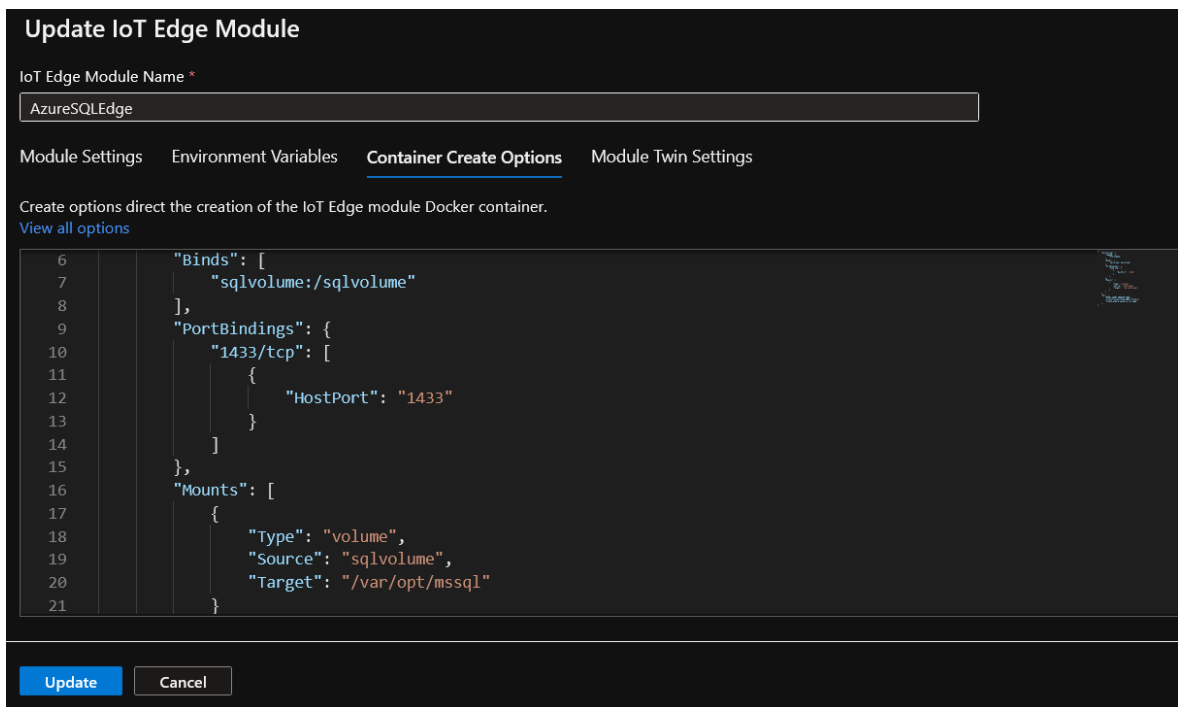 Update IoT Edge Module
IoT Edge Module Name *
AzureSQLEdge
Module Settings Environment Variables Container Create Options Module Twin Settings
Create options direct the creation of the IoT Edge module Docker container.
View all options
6 "Binds": [
7 "sqlvolume:/sqlvolume"
8 ],
9 "PortBindings": {
10 "1433/tcp": [
11 {
12 "HostPort": "1433"
13 }
14 ]
15 },
16 "Mounts": [
17 {
18 "Type": "volume",
19 "Source": "sqlvolume",
20 "Target": "/var/opt/mssql"
21 }
Update Cancel